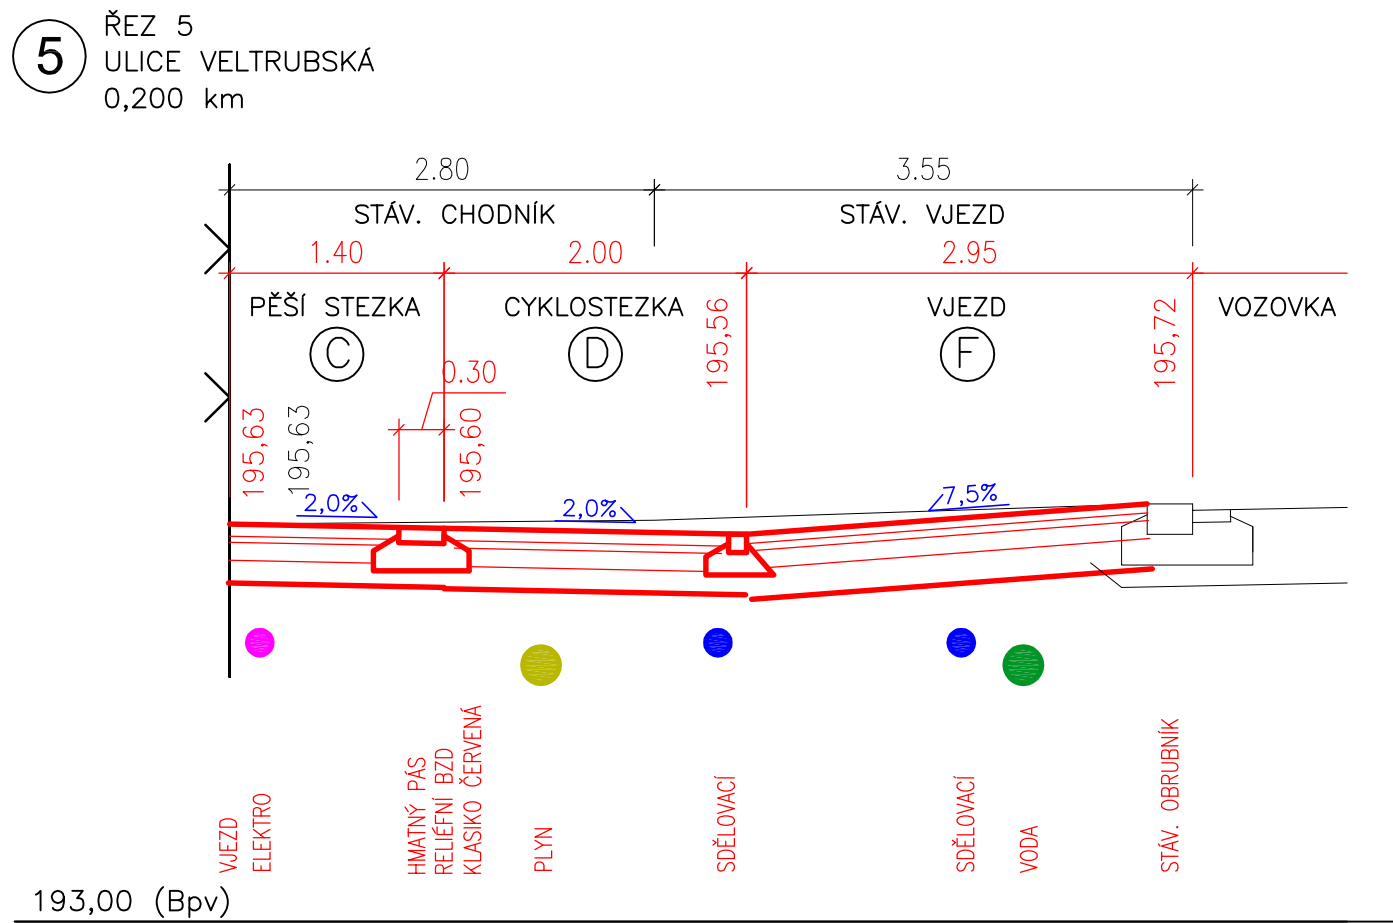 5
ŘEZ 5
ULICE VELTRUBSKÁ
0,200 km
2.80
3.55
STÁV. CHODNÍK
STÁV. VJEZD
1.40
2.00
2.95
PĚŠÍ STEZKA
CYKLOSTEZKA
VJEZD
VOZOVKA
C
D
F
195,56
195,72
0.30
195,63
195,63
195,60
2,0%
2,0%
7,5%
VJEZD
ELEKTRO
HMATNÝ PÁS
RELIÉFNÍ BZD
KLASIKO ČERVENÁ
PLYN
SDĚLOVACÍ
SDĚLOVACÍ
VODA
STÁV. OBRUBNÍK
193,00 (Bpv)